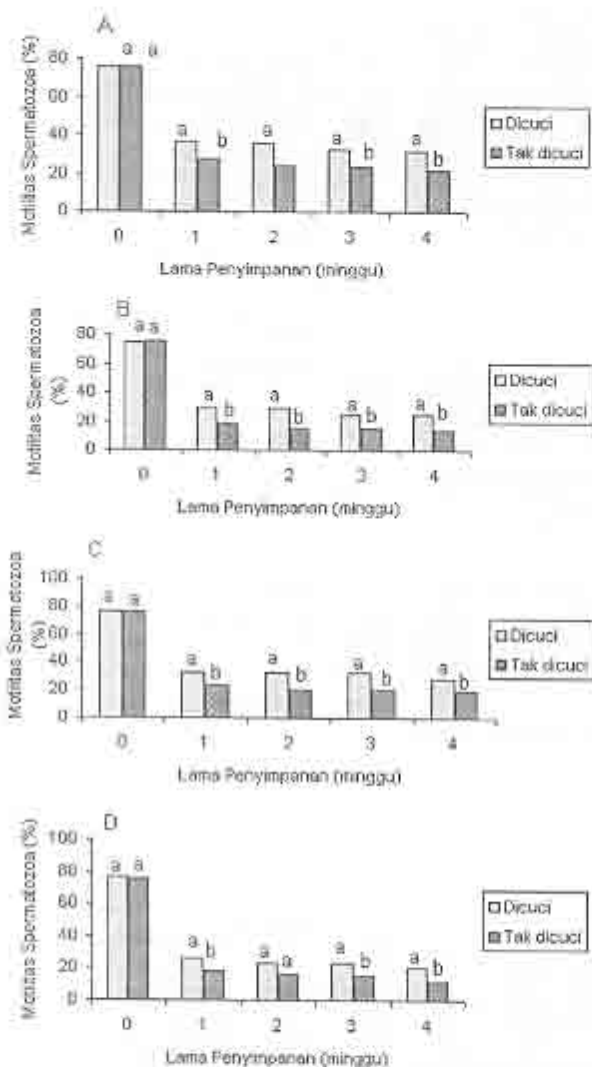 A
a a
80
60
40
20
0
a b a a b a b
0 1 2 3 4
Motilitas Spermatozoa (%)
Lama Penyimpanan (minggu)
Dicuci
Tak dicuci
B
a a
80
60
40
20
0
a b a b a b a b
0 1 2 3 4
Motilitas Spermatozoa
(%)
Lama Penyimpanan (minggu)
Dicuci
Tak dicuci
C
a a
100
80
60
40
20
0
a b a b a b a b
0 1 2 3 4
Motilitas Spermatozoa
(%)
Lama Penyimpanan (minggu)
Dicuci
Tak dicuci
D
a a
100
80
60
40
20
0
a b a a a b a b
0 1 2 3 4
Motilitas Spermatozoa (%)
Lama Penyimpanan (minggu)
Dicuci
Tak dicuci